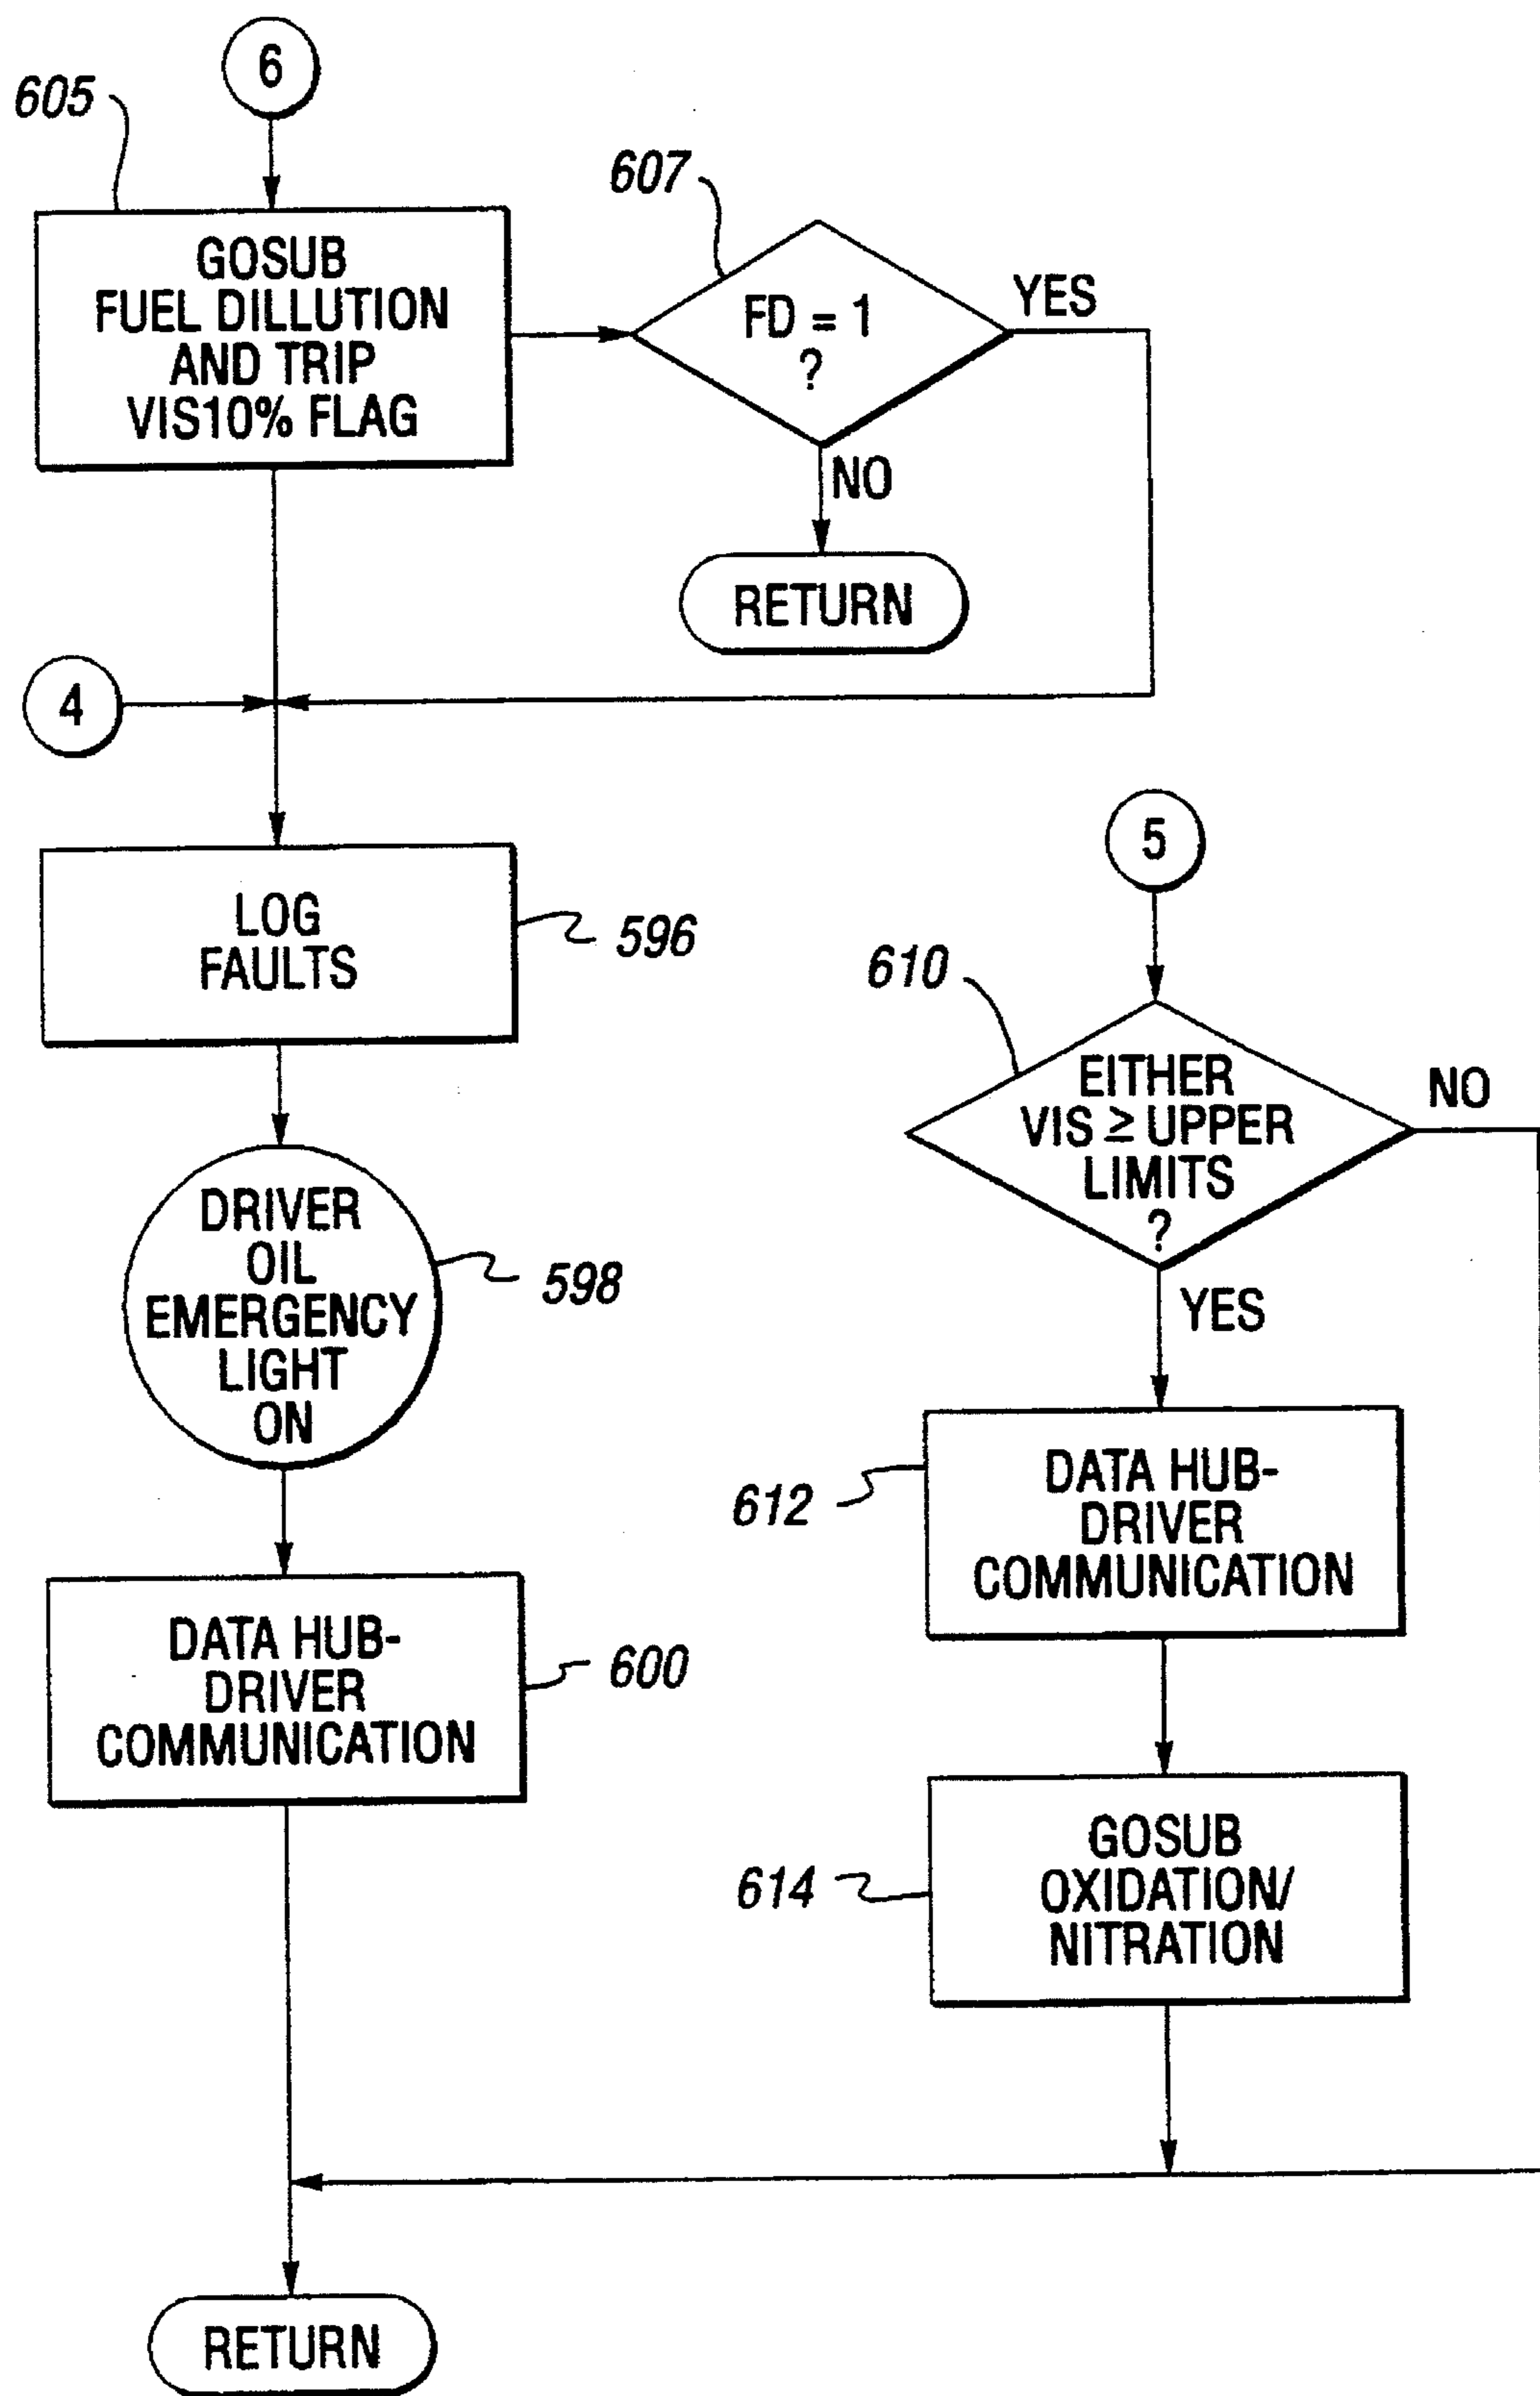 6
605
GOSUB
FUEL DILLUTION
AND TRIP
VIS10% FLAG
607
FD = 1
?
YES
NO
RETURN
4
LOG
FAULTS
596
DRIVER
OIL
EMERGENCY
LIGHT
ON
598
DATA HUB-
DRIVER
COMMUNICATION
600
5
610
EITHER
VIS ≥ UPPER
LIMITS
?
NO
YES
612
DATA HUB-
DRIVER
COMMUNICATION
614
GOSUB
OXIDATION/
NITRATION
RETURN